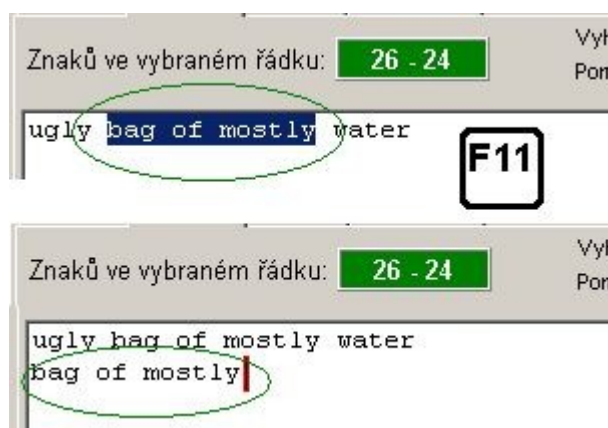 Znaků ve vybraném řádku: 26 - 24
ugly bag of mostly water
F11
Znaků ve vybraném řádku: 26 - 24
ugly bag of mostly water
bag of mostly